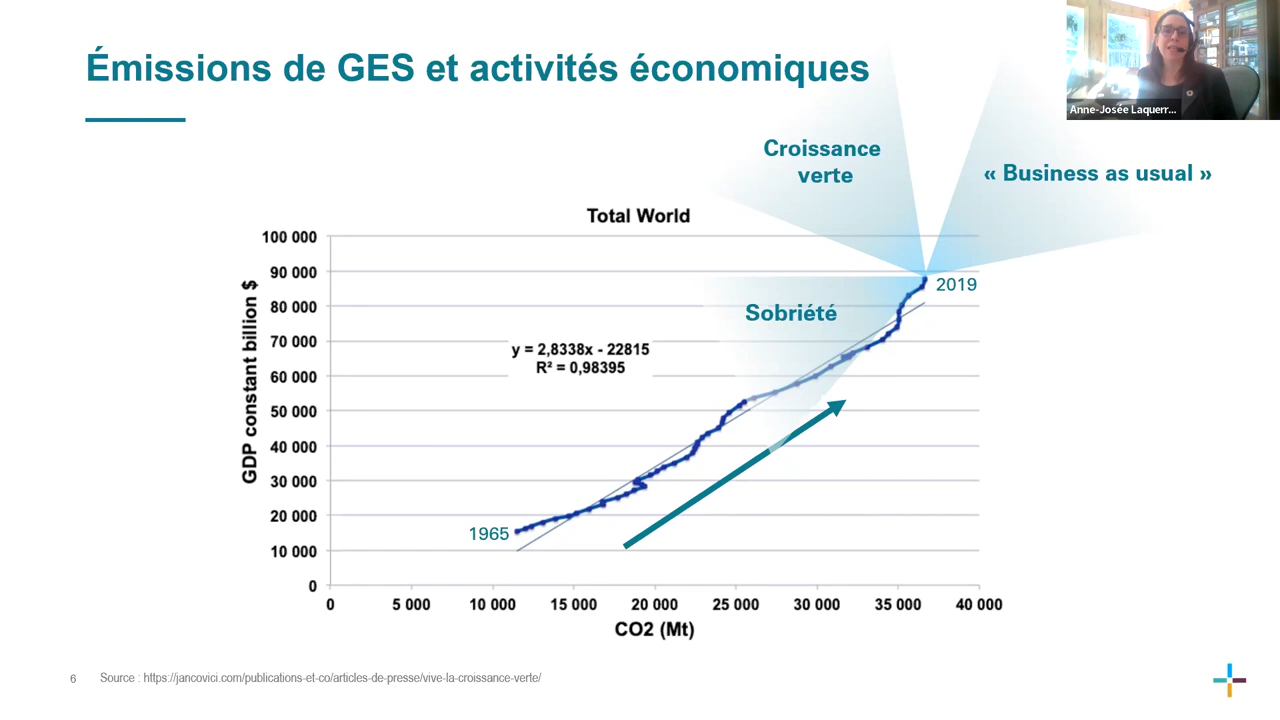 Émissions de GES et activités économiques
Anne-Josée Laquerr...
Croissance
verte
« Business as usual »
Total World
100 000
90 000
80 000
70 000
60 000
50 000
40 000
30 000
20 000
10 000
0
GDP constant billion $
2019
Sobriété
y = 2,8338x - 22815
R² = 0,98395
1965
0
5 000
10 000
15 000
20 000
25 000
30 000
35 000
40 000
CO2 (Mt)
6
Source : https://jancovici.com/publications-et-co/articles-de-presse/vive-la-croissance-verte/